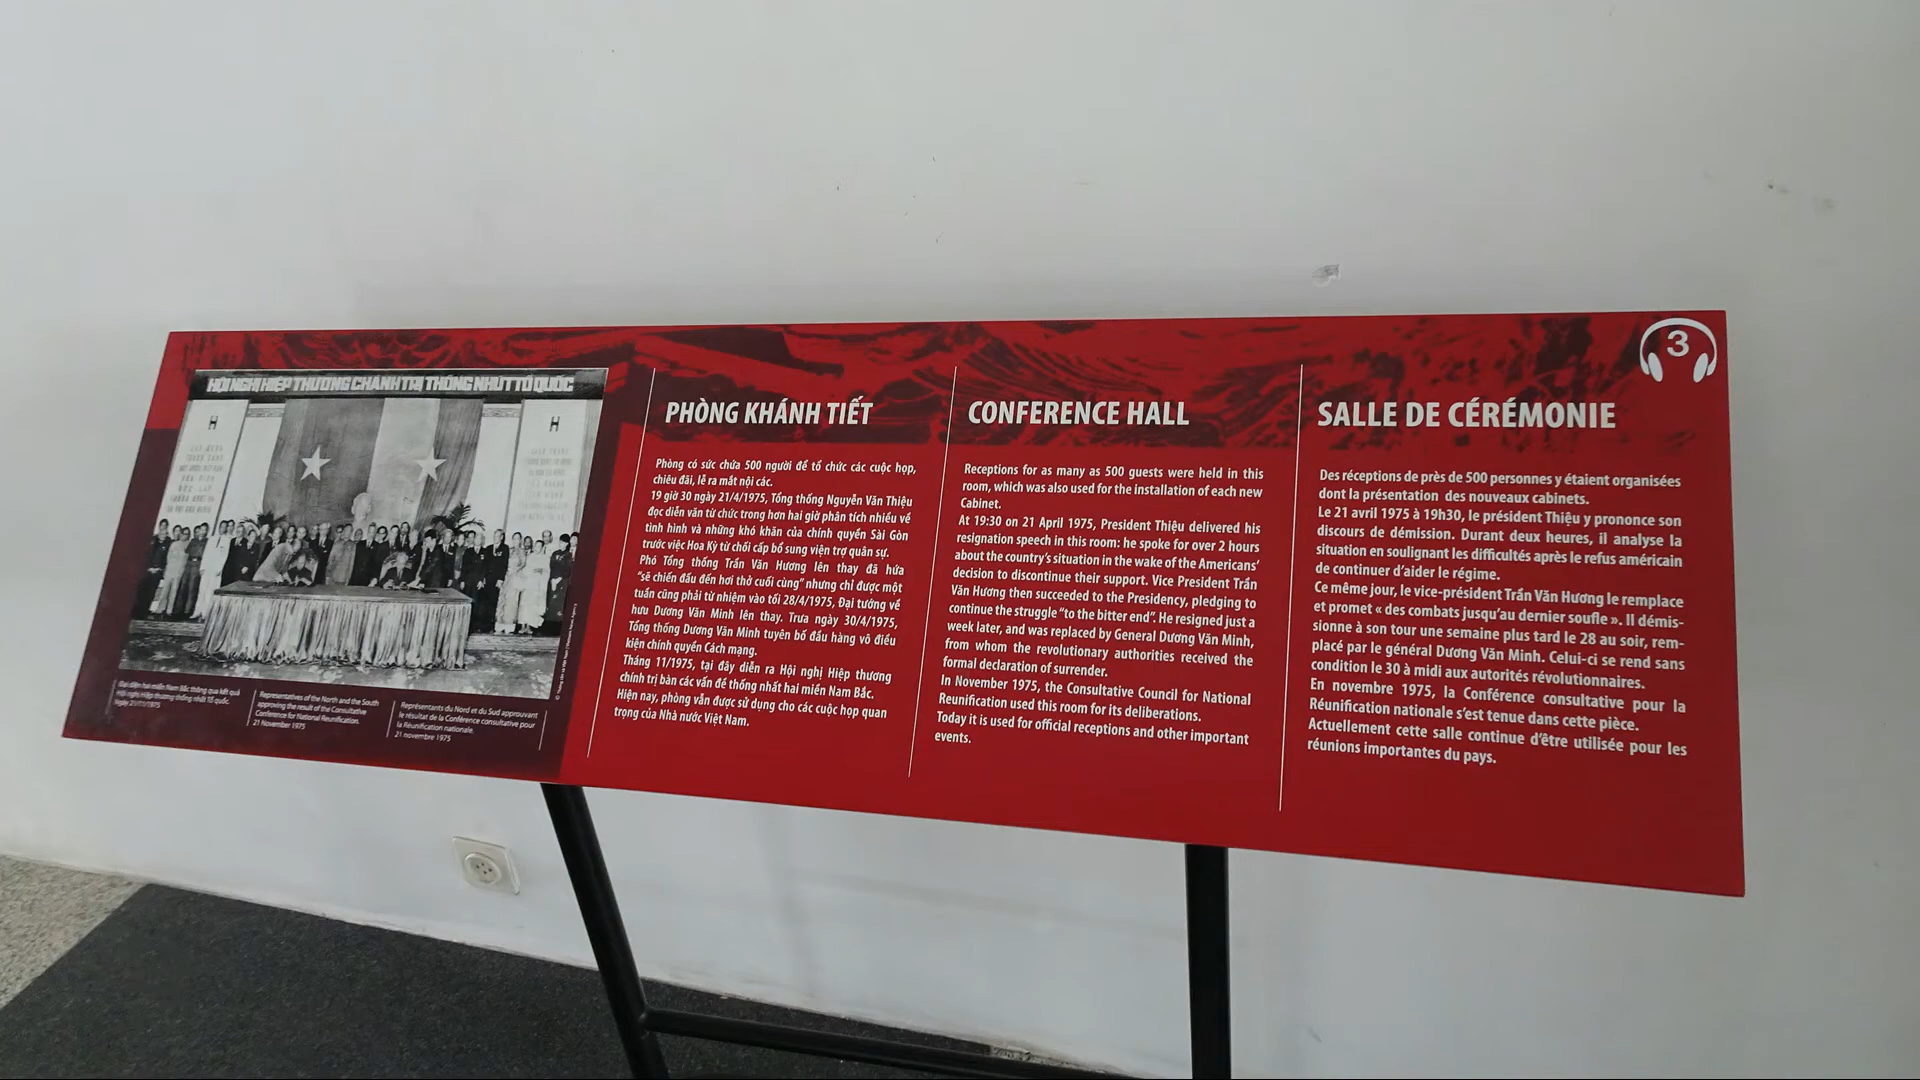 HỘI NGHỊ HIỆP THƯƠNG CHÁNH TRỊ THỐNG NHỨT TỔ QUỐC
Đại diện hai miền Nam Bắc thông qua kết quả
Hội nghị Hiệp thương thống nhất Tổ quốc.
Ngày 21/11/1975
Representatives of the North and the South
approving the result of the Consultative
Conference for National Reunification.
21 November 1975
Représentants du Nord et du Sud approuvant
le résultat de la Conférence consultative pour
la Réunification nationale.
21 novembre 1975
PHÒNG KHÁNH TIẾT
Phòng có sức chứa 500 người để tổ chức các cuộc họp,
chiêu đãi, lễ ra mắt nội các.
19 giờ 30 ngày 21/4/1975, Tổng thống Nguyễn Văn Thiệu
đọc diễn văn từ chức trong hơn hai giờ phân tích nhiều về
tình hình và những khó khăn của chính quyền Sài Gòn
trước việc Hoa Kỳ từ chối cấp bổ sung viện trợ quân sự.
Phó Tổng thống Trần Văn Hương lên thay đã hứa
"sẽ chiến đấu đến hơi thở cuối cùng" nhưng chỉ được một
tuần cũng phải từ nhiệm vào tối 28/4/1975, Đại tướng về
hưu Dương Văn Minh lên thay. Trưa ngày 30/4/1975,
Tổng thống Dương Văn Minh tuyên bố đầu hàng vô điều
kiện chính quyền Cách mạng.
Tháng 11/1975, tại đây diễn ra Hội nghị Hiệp thương
chính trị bàn các vấn đề thống nhất hai miền Nam Bắc.
Hiện nay, phòng vẫn được sử dụng cho các cuộc họp quan
trọng của Nhà nước Việt Nam.
CONFERENCE HALL
Receptions for as many as 500 guests were held in this
room, which was also used for the installation of each new
Cabinet.
At 19:30 on 21 April 1975, President Thiệu delivered his
resignation speech in this room: he spoke for over 2 hours
about the country's situation in the wake of the Americans'
decision to discontinue their support. Vice President Trần
Văn Hương then succeeded to the Presidency, pledging to
continue the struggle "to the bitter end". He resigned just a
week later, and was replaced by General Dương Văn Minh,
from whom the revolutionary authorities received the
formal declaration of surrender.
In November 1975, the Consultative Council for National
Reunification used this room for its deliberations.
Today it is used for official receptions and other important
events.
3
SALLE DE CÉRÉMONIE
Des réceptions de près de 500 personnes y étaient organisées
dont la présentation des nouveaux cabinets.
Le 21 avril 1975 à 19h30, le président Thiệu y prononce son
discours de démission. Durant deux heures, il analyse la
situation en soulignant les difficultés après le refus américain
de continuer d'aider le régime.
Ce même jour, le vice-président Trần Văn Hương le remplace
et promet « des combats jusqu'au dernier soufle ». Il démis-
sionne à son tour une semaine plus tard le 28 au soir, rem-
placé par le général Dương Văn Minh. Celui-ci se rend sans
condition le 30 à midi aux autorités révolutionnaires.
En novembre 1975, la Conférence consultative pour la
Réunification nationale s'est tenue dans cette pièce.
Actuellement cette salle continue d'être utilisée pour les
réunions importantes du pays.